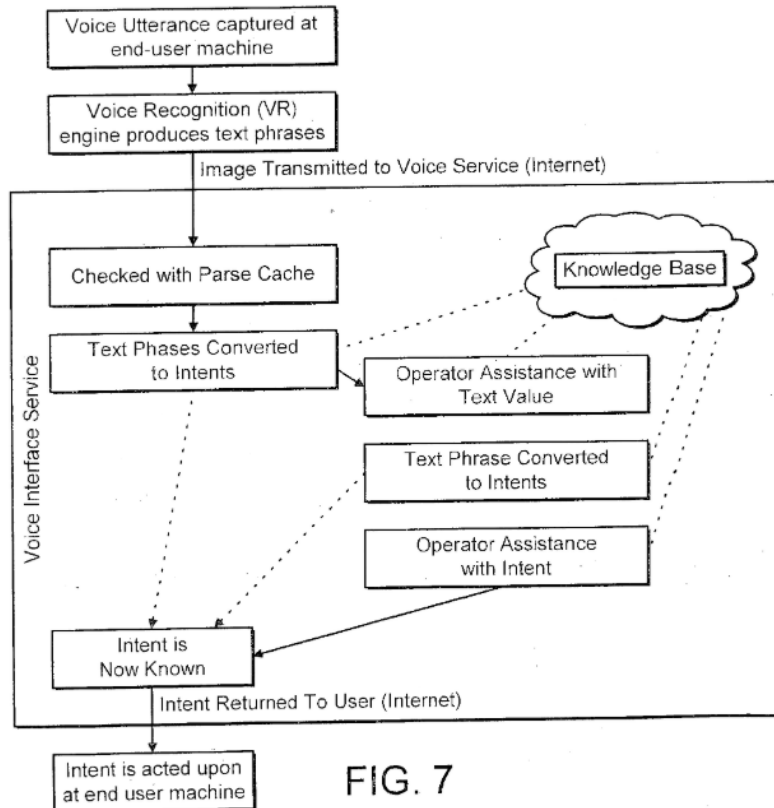 Voice Utterance captured at
end-user machine
Voice Recognition (VR)
engine produces text phrases
Image Transmitted to Voice Service (Internet)
Checked with Parse Cache
Knowledge Base
Text Phases Converted
to Intents
Operator Assistance with
Text Value
Text Phrase Converted
to Intents
Operator Assistance
with Intent
Voice Interface Service
Intent is
Now Known
Intent Returned To User (Internet)
Intent is acted upon
at end user machine
FIG. 7